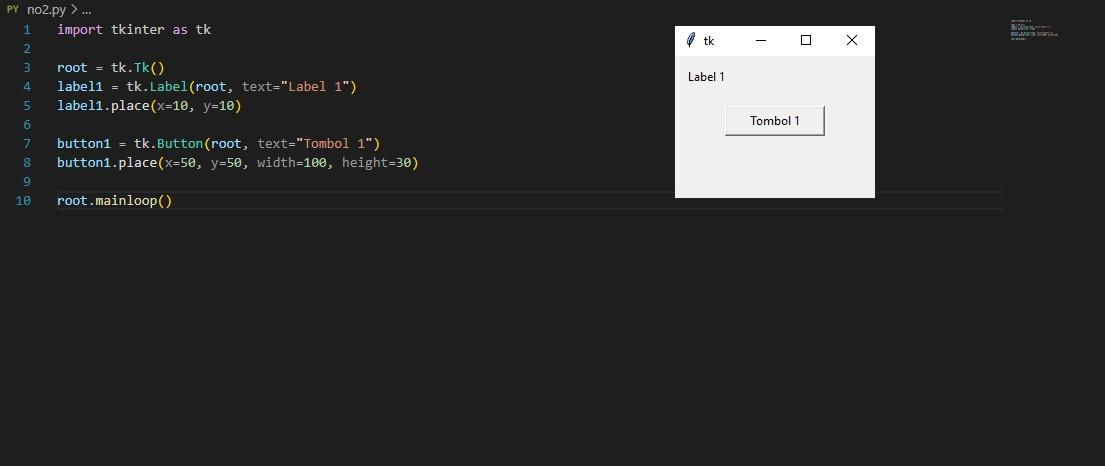 PY no2.py > ...
1 import tkinter as tk
2
3 root = tk.Tk()
4 label1 = tk.Label(root, text="Label 1")
5 label1.place(x=10, y=10)
6
7 button1 = tk.Button(root, text="Tombol 1")
8 button1.place(x=50, y=50, width=100, height=30)
9
10 root.mainloop()
tk
Label 1
Tombol 1